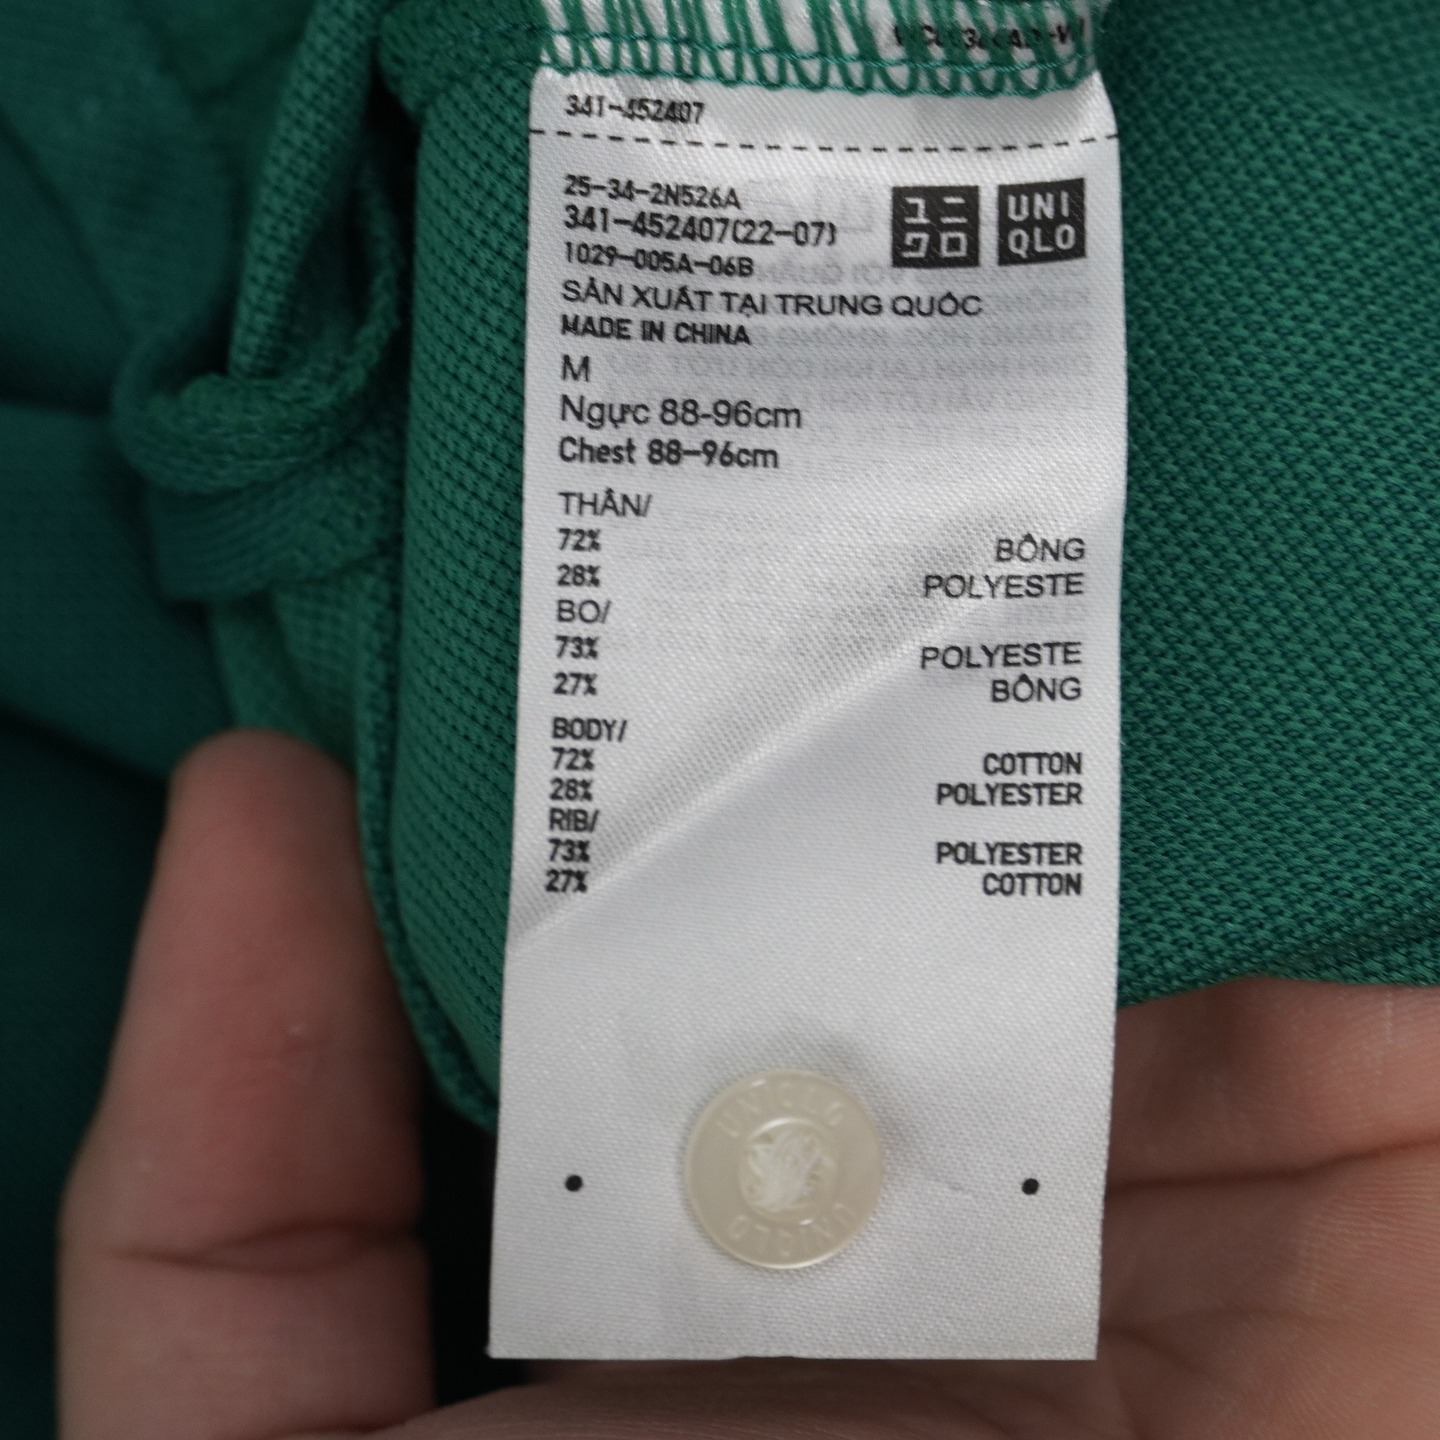 341-452407
25-34-2N526A
341-452407(22-07)
1029-005A-06B
ユニ
クロ
UNI
QLO
SẢN XUẤT TẠI TRUNG QUỐC
MADE IN CHINA
M
Ngực 88-96cm
Chest 88-96cm
THÂN/
72% BÔNG
28% POLYESTE
BO/
73% POLYESTE
27% BÔNG
BODY/
72% COTTON
28% POLYESTER
RIB/
73% POLYESTER
27% COTTON
UNIQLO
UNIQLO